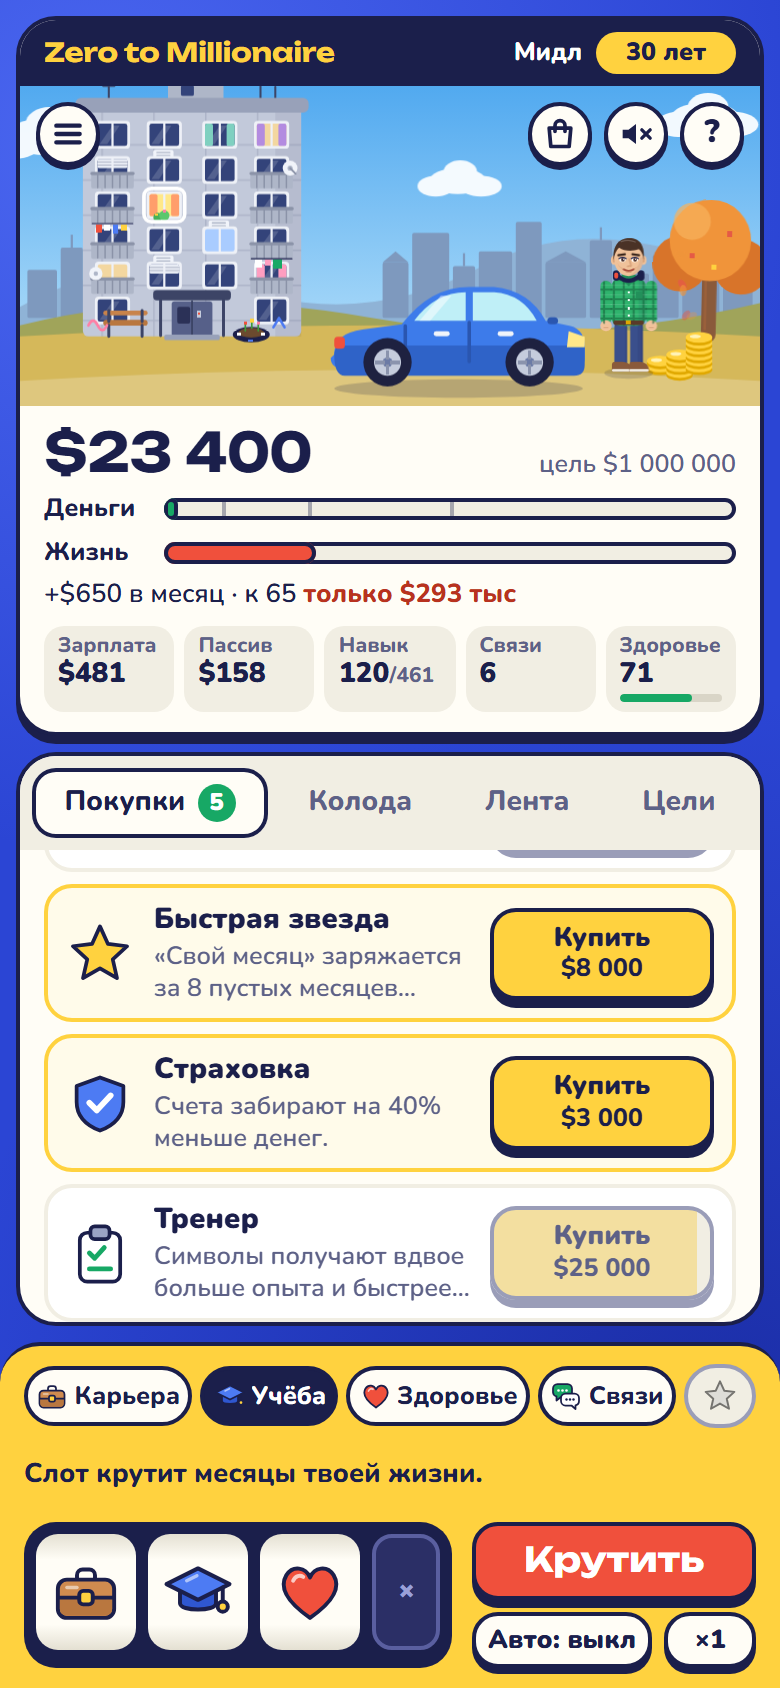 Zero to Millionaire
Мидл
30 лет
?
$23 400
цель $1 000 000
Деньги
Жизнь
+$650 в месяц · к 65 только $293 тыс
Зарплата
$481
Пассив
$158
Навык
120/461
Связи
6
Здоровье
71
Покупки 5
Колода
Лента
Цели
Быстрая звезда
«Свой месяц» заряжается
за 8 пустых месяцев...
Купить
$8 000
Страховка
Счета забирают на 40%
меньше денег.
Купить
$3 000
Тренер
Символы получают вдвое
больше опыта и быстрее...
Купить
$25 000
Карьера
Учёба
Здоровье
Связи
Слот крутит месяцы твоей жизни.
×
Крутить
Авто: выкл
×1